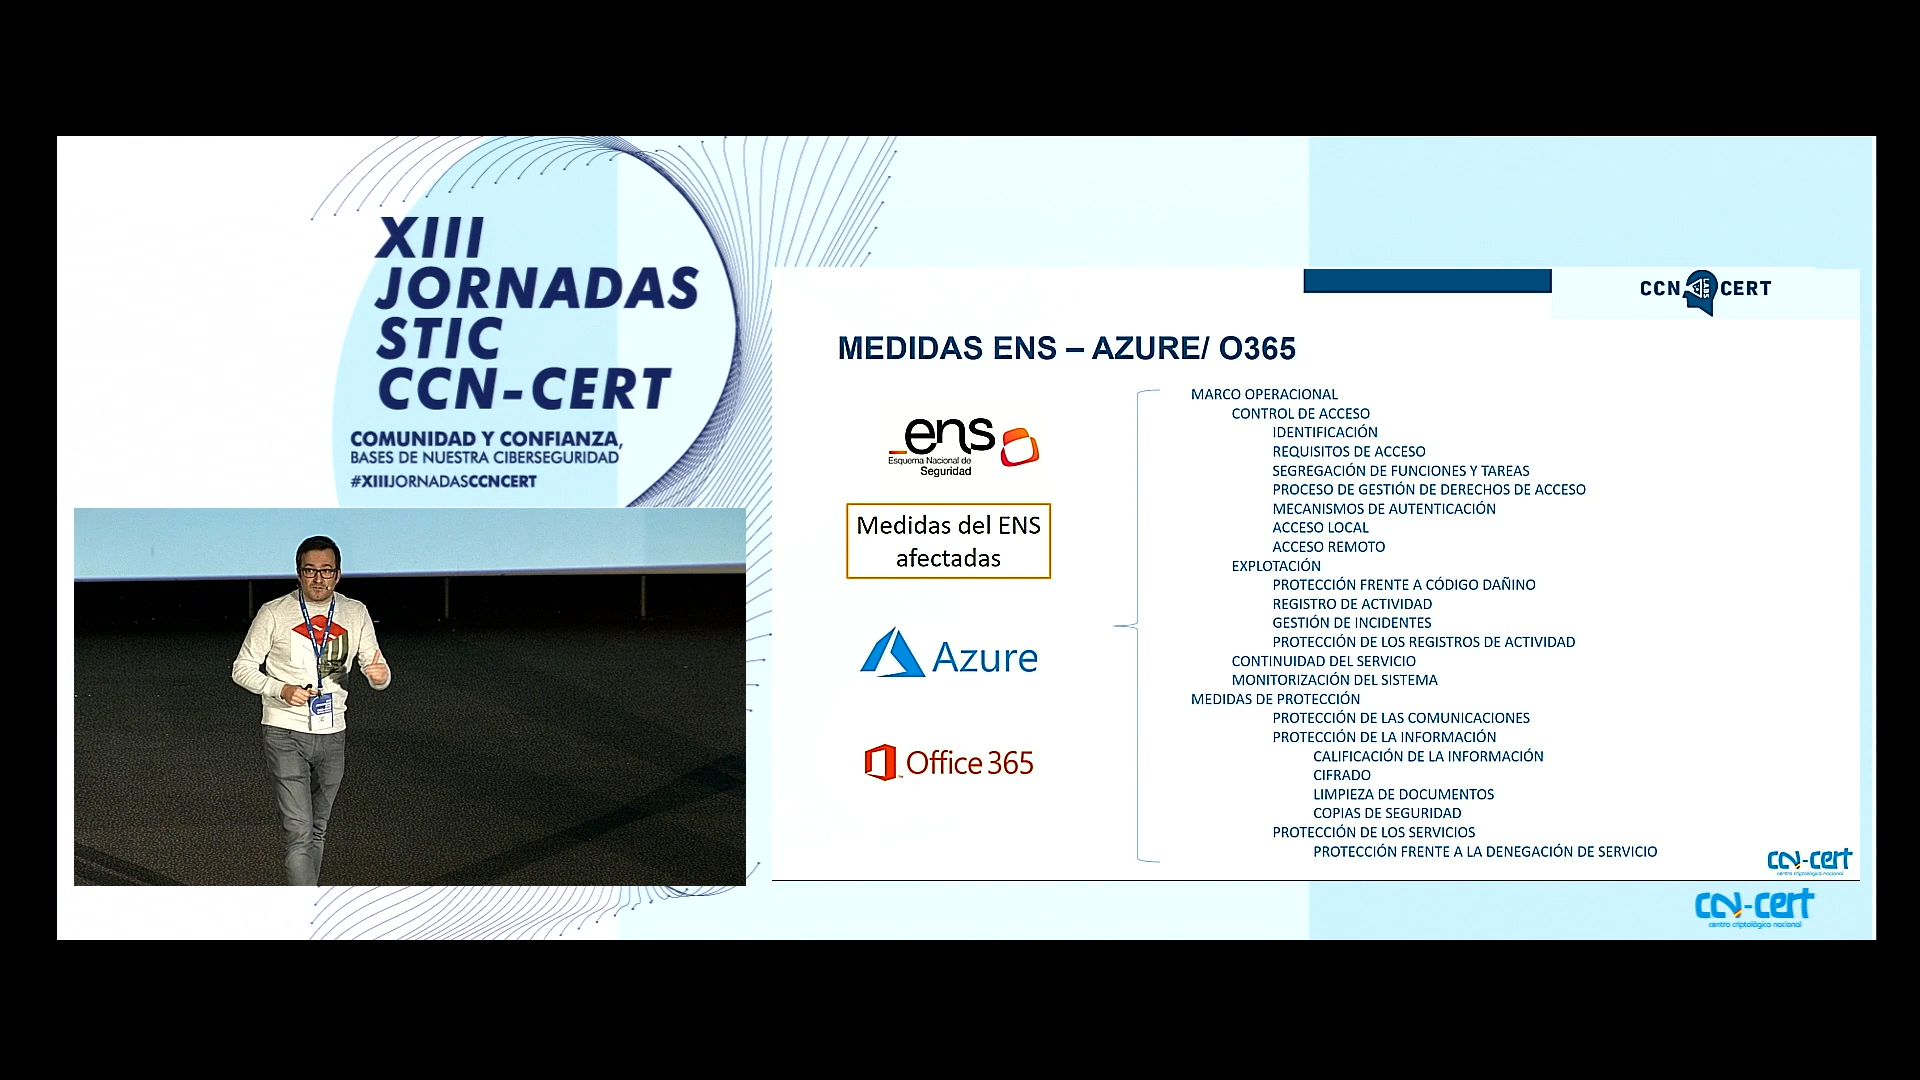 XIII
JORNADAS
STIC
CCN-CERT
COMUNIDAD Y CONFIANZA,
BASES DE NUESTRA CIBERSEGURIDAD
#XIIIJORNADASCCNCERT
CCN CERT
MEDIDAS ENS – AZURE/ O365
ens
Esquema Nacional de
Seguridad
Medidas del ENS
afectadas
Azure
Office 365
MARCO OPERACIONAL
CONTROL DE ACCESO
IDENTIFICACIÓN
REQUISITOS DE ACCESO
SEGREGACIÓN DE FUNCIONES Y TAREAS
PROCESO DE GESTIÓN DE DERECHOS DE ACCESO
MECANISMOS DE AUTENTICACIÓN
ACCESO LOCAL
ACCESO REMOTO
EXPLOTACIÓN
PROTECCIÓN FRENTE A CÓDIGO DAÑINO
REGISTRO DE ACTIVIDAD
GESTIÓN DE INCIDENTES
PROTECCIÓN DE LOS REGISTROS DE ACTIVIDAD
CONTINUIDAD DEL SERVICIO
MONITORIZACIÓN DEL SISTEMA
MEDIDAS DE PROTECCIÓN
PROTECCIÓN DE LAS COMUNICACIONES
PROTECCIÓN DE LA INFORMACIÓN
CALIFICACIÓN DE LA INFORMACIÓN
CIFRADO
LIMPIEZA DE DOCUMENTOS
COPIAS DE SEGURIDAD
PROTECCIÓN DE LOS SERVICIOS
PROTECCIÓN FRENTE A LA DENEGACIÓN DE SERVICIO
ccn-cert
centro criptológico nacional
ccn-cert
centro criptológico nacional